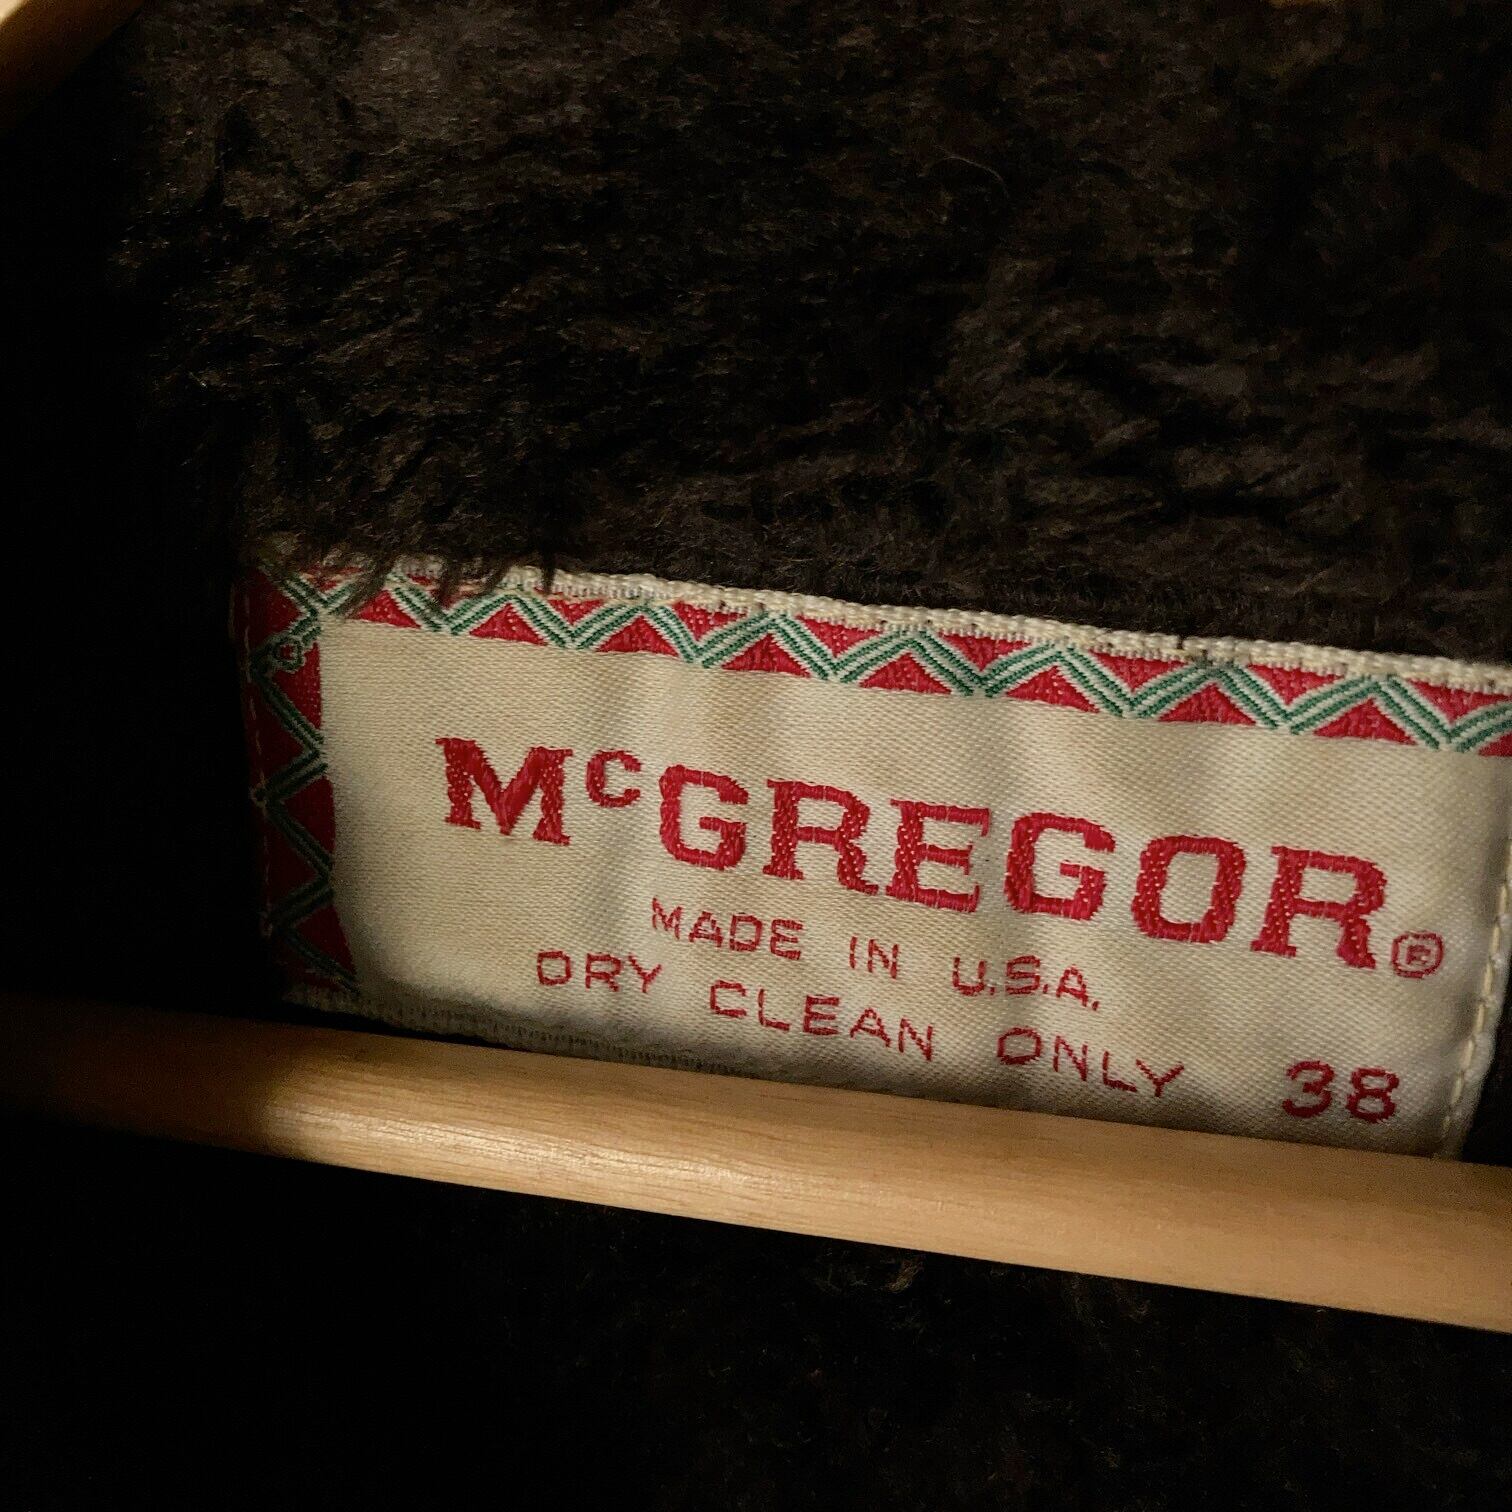 McGREGOR®
MADE IN U.S.A.
DRY CLEAN ONLY 38